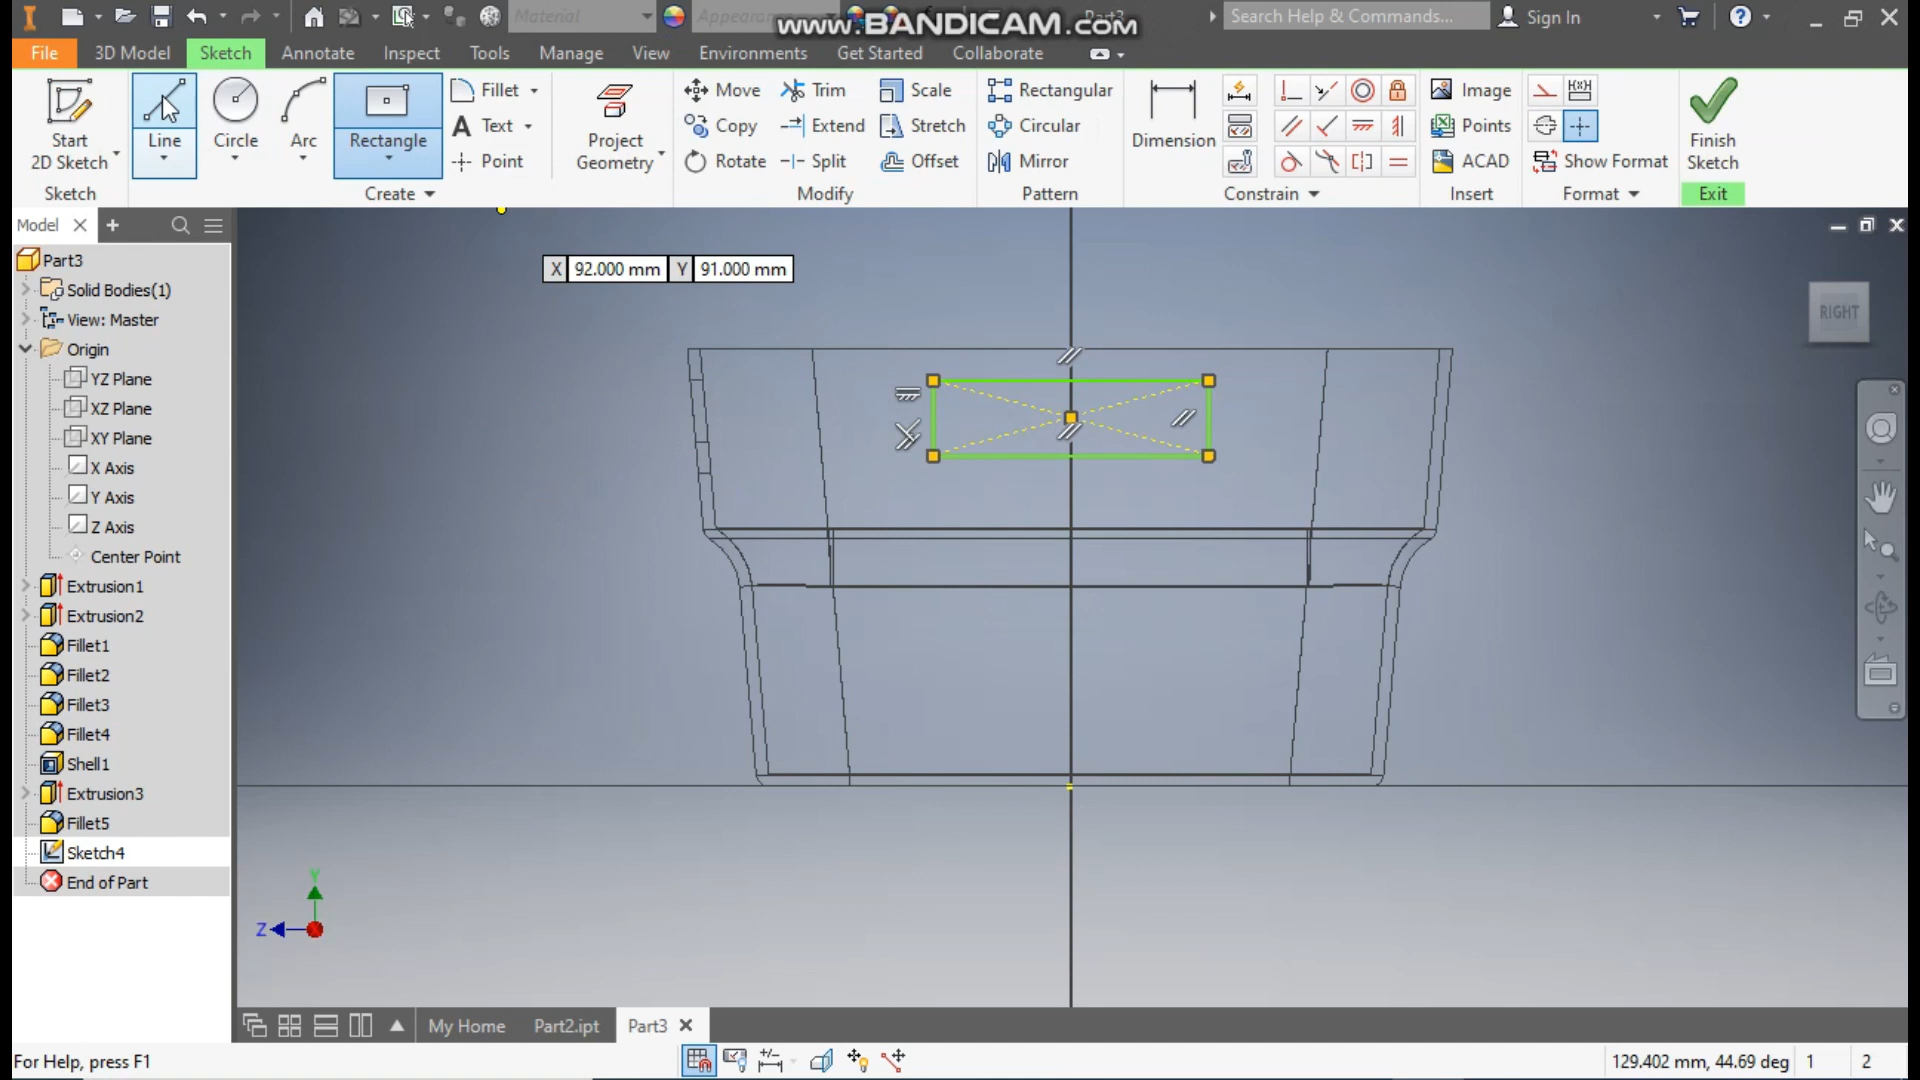 Material
Appearance
Part3
Search Help & Commands...
Sign In
www.BANDICAM.com
File
3D Model
Sketch
Annotate
Inspect
Tools
Manage
View
Environments
Get Started
Collaborate
Start
2D Sketch
Line
Circle
Arc
Rectangle
Fillet
Text
Point
Project
Geometry
Move
Copy
Rotate
Trim
Extend
Split
Scale
Stretch
Offset
Rectangular
Circular
Mirror
Dimension
Image
Points
ACAD
Show Format
Finish
Sketch
Sketch
Create
Modify
Pattern
Constrain
Insert
Format
Exit
Model
Part3
Solid Bodies(1)
View: Master
Origin
YZ Plane
XZ Plane
XY Plane
X Axis
Y Axis
Z Axis
Center Point
Extrusion1
Extrusion2
Fillet1
Fillet2
Fillet3
Fillet4
Shell1
Extrusion3
Fillet5
Sketch4
End of Part
X 92.000 mm Y 91.000 mm
RIGHT
Y
Z
My Home
Part2.ipt
Part3
For Help, press F1
129.402 mm, 44.69 deg 1 2